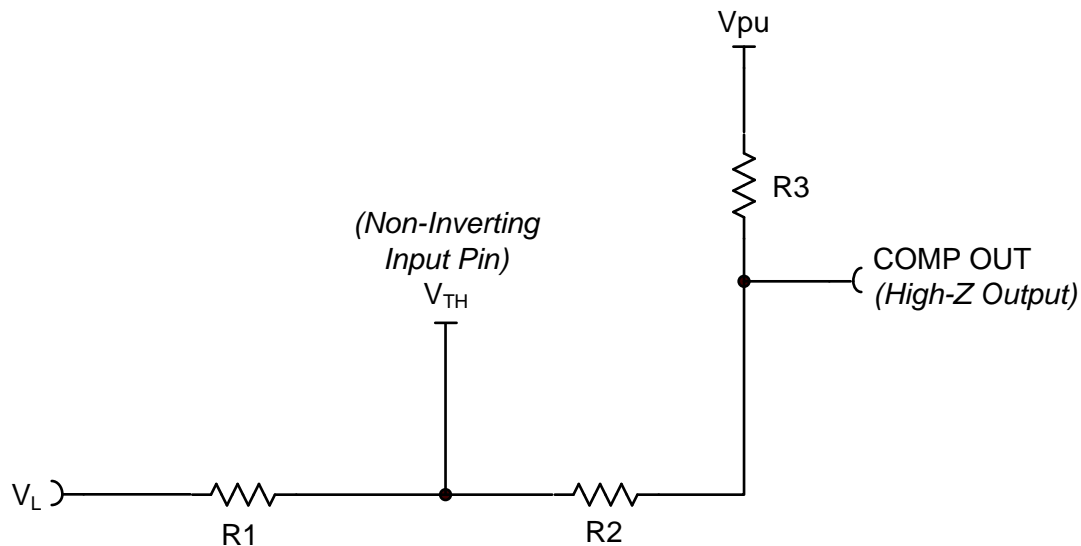 Vpu
R3
(Non-Inverting
Input Pin)
V_TH
COMP OUT
(High-Z Output)
V_L
R1
R2